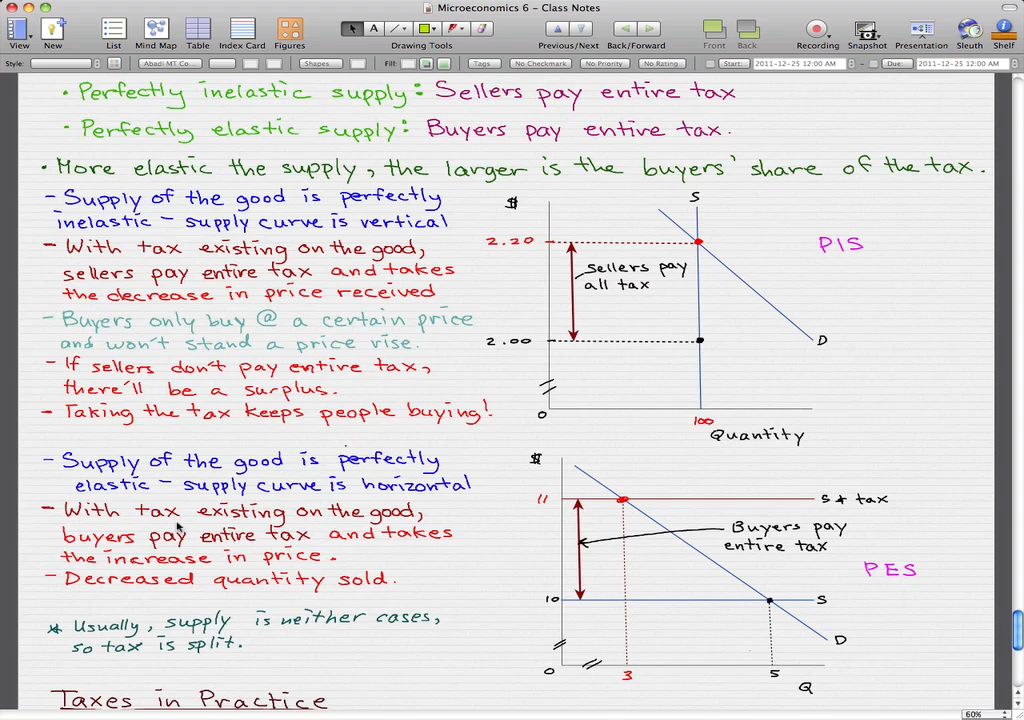 Microeconomics 6 – Class Notes
View New List Mind Map Table Index Card Figures Drawing Tools Previous/Next Back/Forward Front Back Recording Snapshot Presentation Sleuth Shelf
Style: Abadi MT Co... Shapes Fill: Tags No Checkmark No Priority No Rating Start: 2011-12-25 12:00 AM Due: 2011-12-25 12:00 AM
· Perfectly inelastic supply: Sellers pay entire tax
· Perfectly elastic supply: Buyers pay entire tax.
· More elastic the supply, the larger is the buyers' share of the tax.
- Supply of the good is perfectly
inelastic - supply curve is vertical
- With tax existing on the good,
sellers pay entire tax and takes
the decrease in price received
- Buyers only buy @ a certain price
and won't stand a price rise.
- If sellers don't pay entire tax,
there'll be a surplus.
- Taking the tax keeps people buying!
$
S
2.20
PIS
sellers pay
all tax
2.00
D
0
100
Quantity
- Supply of the good is perfectly
elastic - supply curve is horizontal
- With tax existing on the good,
buyers pay entire tax and takes
the increase in price.
- Decreased quantity sold.
* Usually, supply is neither cases,
so tax is split.
$
11
S + tax
Buyers pay
entire tax
PES
10
S
D
0
3
5
Q
Taxes in Practice
60%